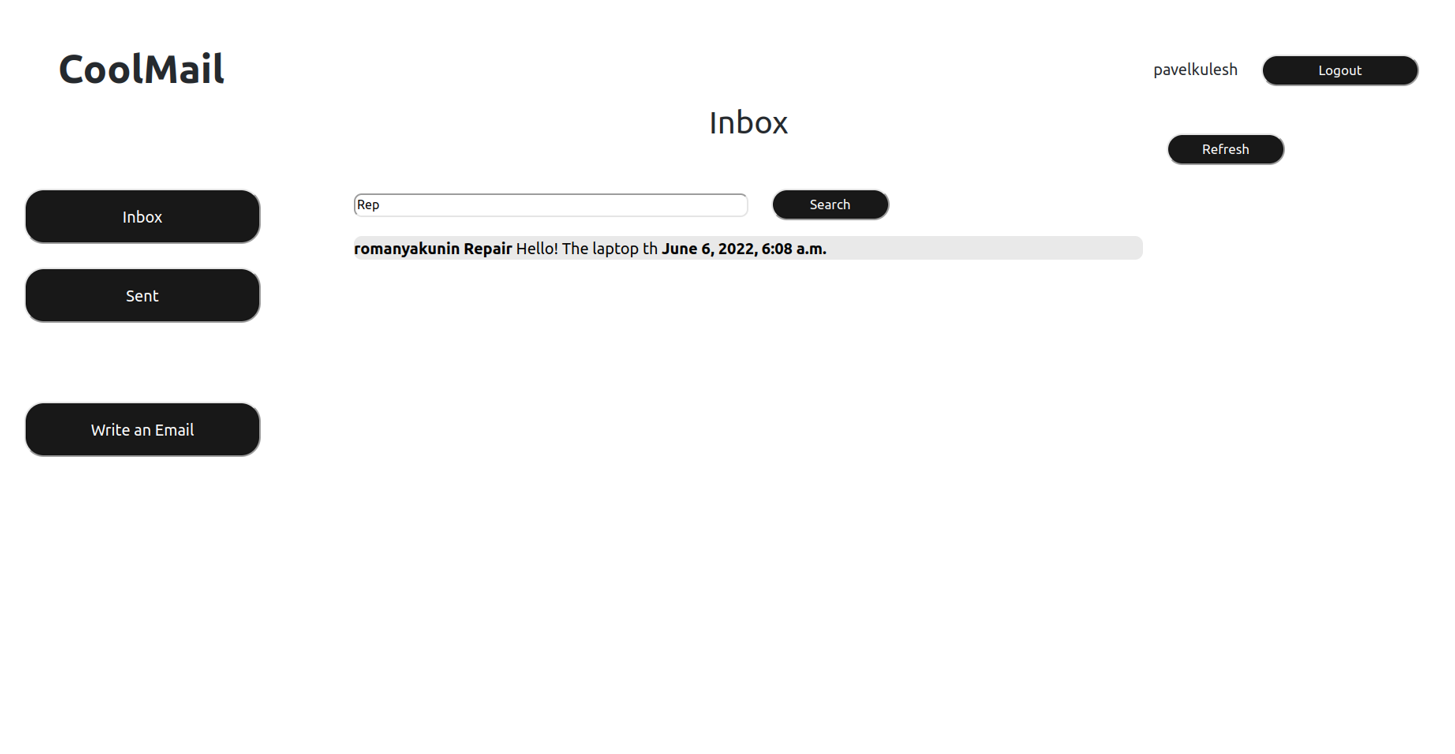 CoolMail
pavelkulesh
Logout
Inbox
Refresh
Inbox
Rep
Search
romanyakunin Repair Hello! The laptop th June 6, 2022, 6:08 a.m.
Sent
Write an Email